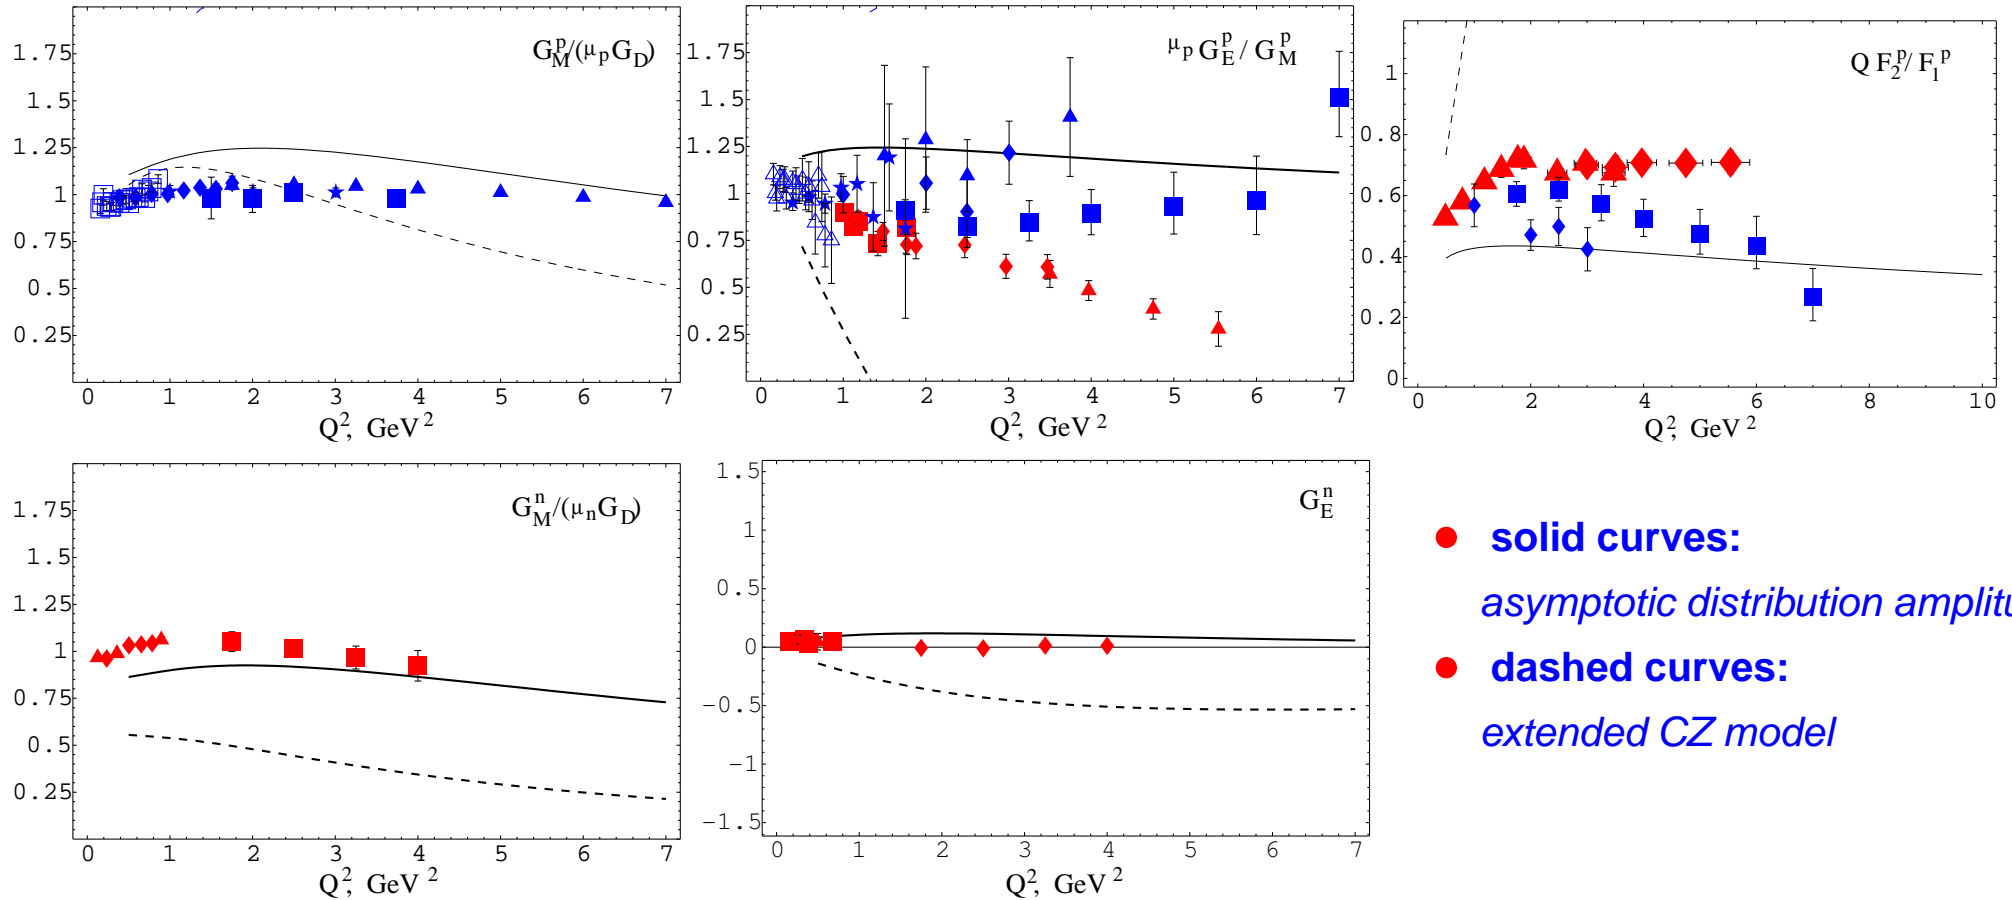 G_M^p/(μ_p G_D)
1.75
1.5
1.25
1
0.75
0.5
0.25
0 1 2 3 4 5 6 7
Q^2, GeV^2
μ_p G_E^p / G_M^p
1.75
1.5
1.25
1
0.75
0.5
0.25
0 1 2 3 4 5 6 7
Q^2, GeV^2
Q F_2^p/F_1^p
1
0.8
0.6
0.4
0.2
0
0 2 4 6 8 10
Q^2, GeV^2
G_M^n/(μ_n G_D)
1.75
1.5
1.25
1
0.75
0.5
0.25
0 1 2 3 4 5 6 7
Q^2, GeV^2
G_E^n
1.5
1
0.5
0
-0.5
-1
-1.5
0 1 2 3 4 5 6 7
Q^2, GeV^2
solid curves:
asymptotic distribution amplitu
dashed curves:
extended CZ model